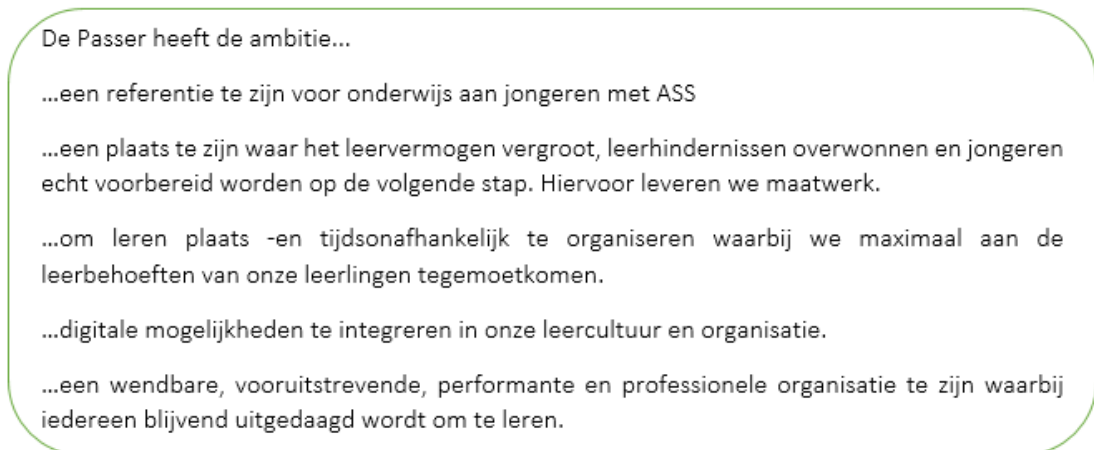 De Passer heeft de ambitie...
...een referentie te zijn voor onderwijs aan jongeren met ASS
...een plaats te zijn waar het leervermogen vergroot, leerhindernissen overwonnen en jongeren
echt voorbereid worden op de volgende stap. Hiervoor leveren we maatwerk.
...om leren plaats -en tijdsonafhankelijk te organiseren waarbij we maximaal aan de
leerbehoeften van onze leerlingen tegemoetkomen.
...digitale mogelijkheden te integreren in onze leercultuur en organisatie.
...een wendbare, vooruitstrevende, performante en professionele organisatie te zijn waarbij
iedereen blijvend uitgedaagd wordt om te leren.